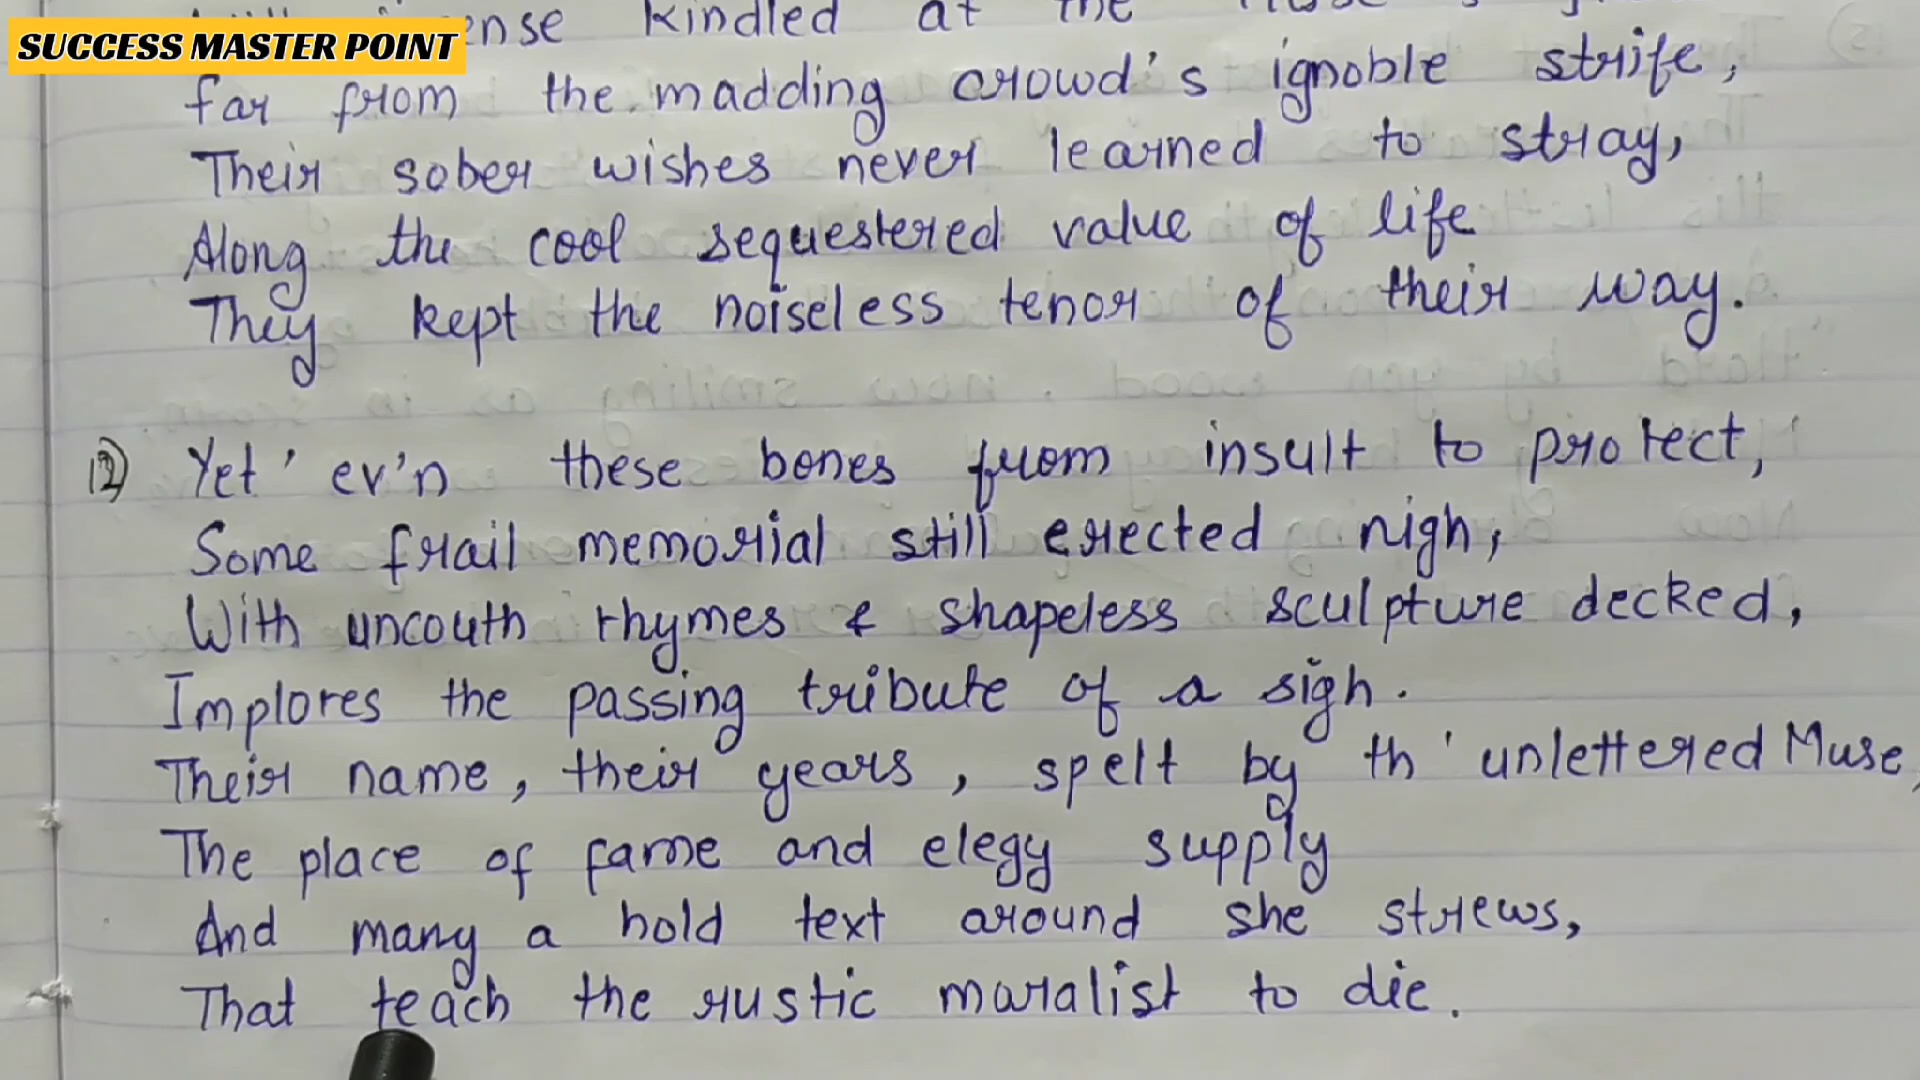 ense kindled at the
SUCCESS MASTER POINT
far from the madding crowd's ignoble strife,
Their sober wishes never learned to stray,
Along the cool sequestered value of life
They kept the noiseless tenor of their way.
12) Yet' ev'n these bones from insult to protect,
Some frail memorial still erected nigh,
With uncouth rhymes & shapeless sculpture decked,
Implores the passing tribute of a sigh.
Their name, their years, spelt by th' unlettered Muse,
The place of fame and elegy supply
And many a hold text around she strews,
That teach the rustic moralist to die.